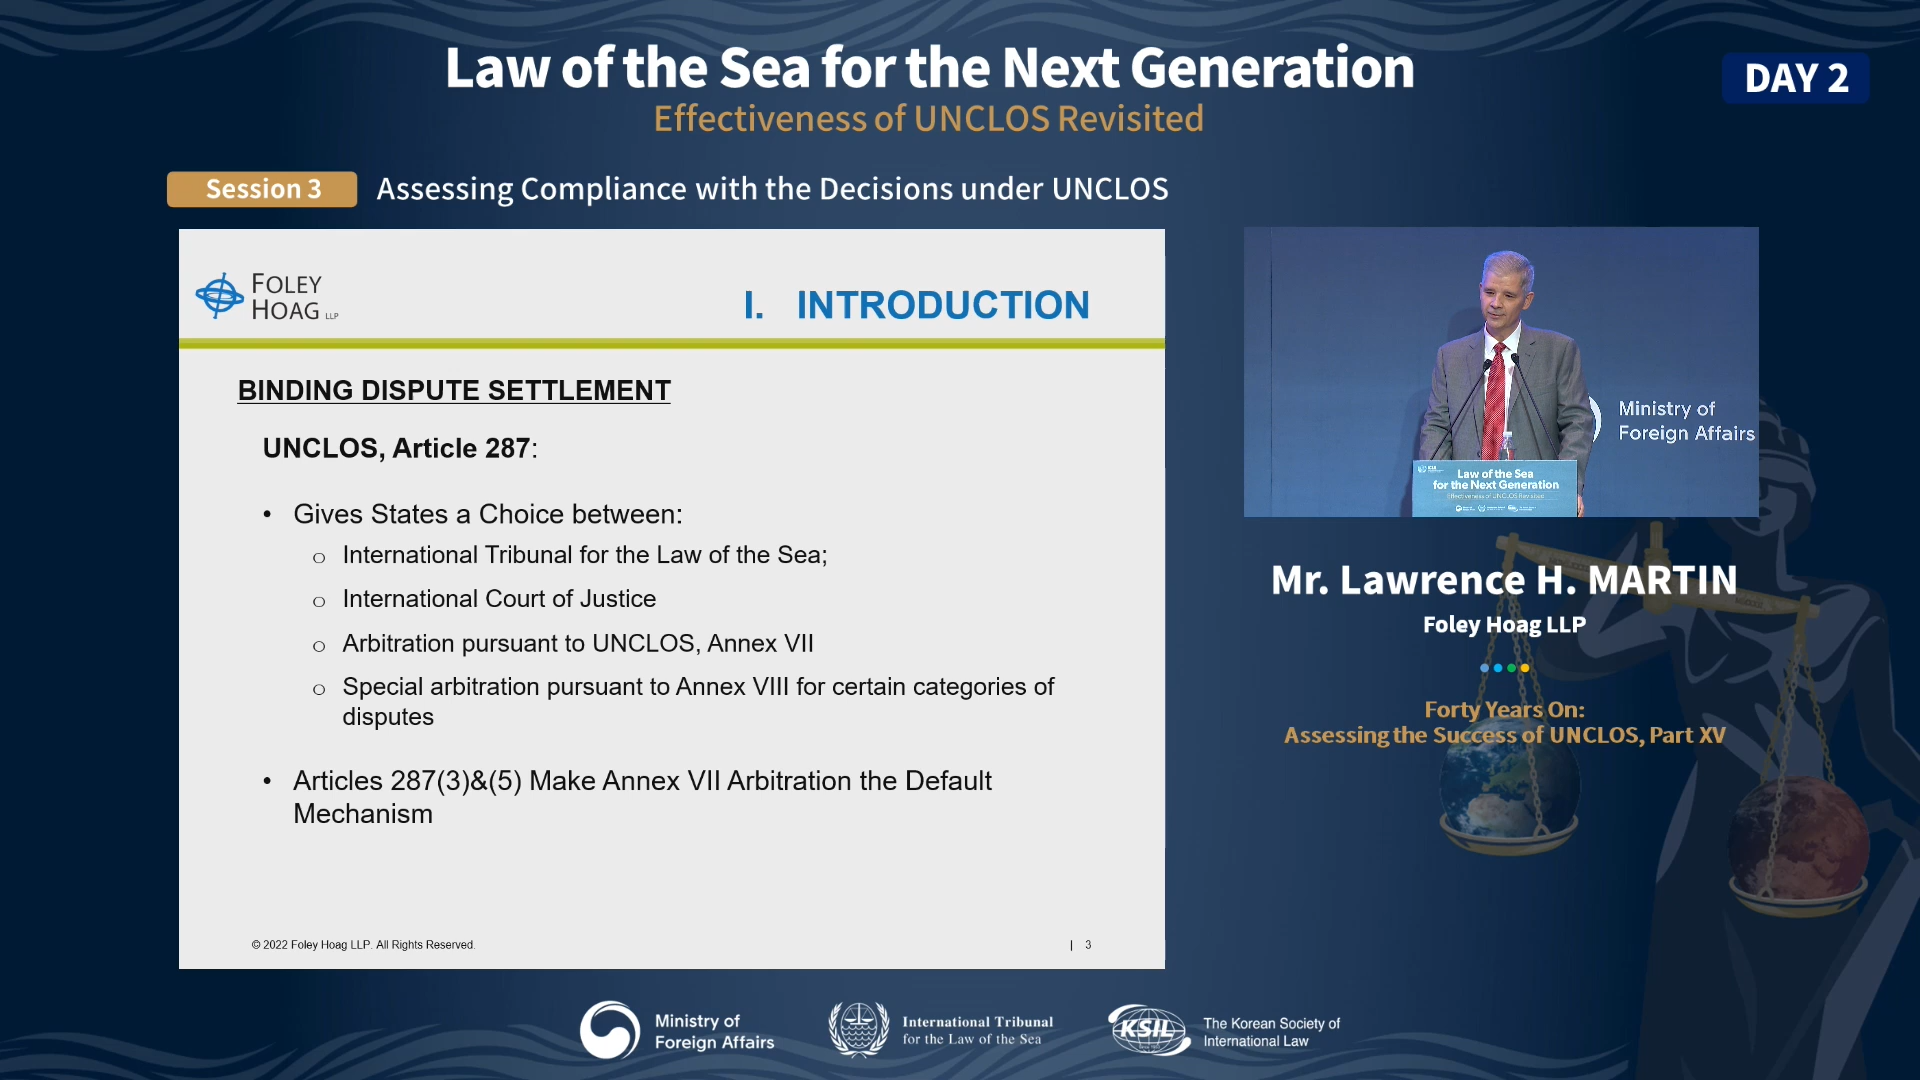 Law of the Sea for the Next Generation
Effectiveness of UNCLOS Revisited
DAY 2
Session 3
Assessing Compliance with the Decisions under UNCLOS
FOLEY
HOAG LLP
I. INTRODUCTION
BINDING DISPUTE SETTLEMENT
UNCLOS, Article 287:
• Gives States a Choice between:
o International Tribunal for the Law of the Sea;
o International Court of Justice
o Arbitration pursuant to UNCLOS, Annex VII
o Special arbitration pursuant to Annex VIII for certain categories of
disputes
• Articles 287(3)&(5) Make Annex VII Arbitration the Default
Mechanism
© 2022 Foley Hoag LLP. All Rights Reserved.
| 3
Ministry of
Foreign Affairs
Law of the Sea
for the Next Generation
Effectiveness of UNCLOS Revisited
Mr. Lawrence H. MARTIN
Foley Hoag LLP
Forty Years On:
Assessing the Success of UNCLOS, Part XV
Ministry of
Foreign Affairs
International Tribunal
for the Law of the Sea
KSIL
The Korean Society of
International Law